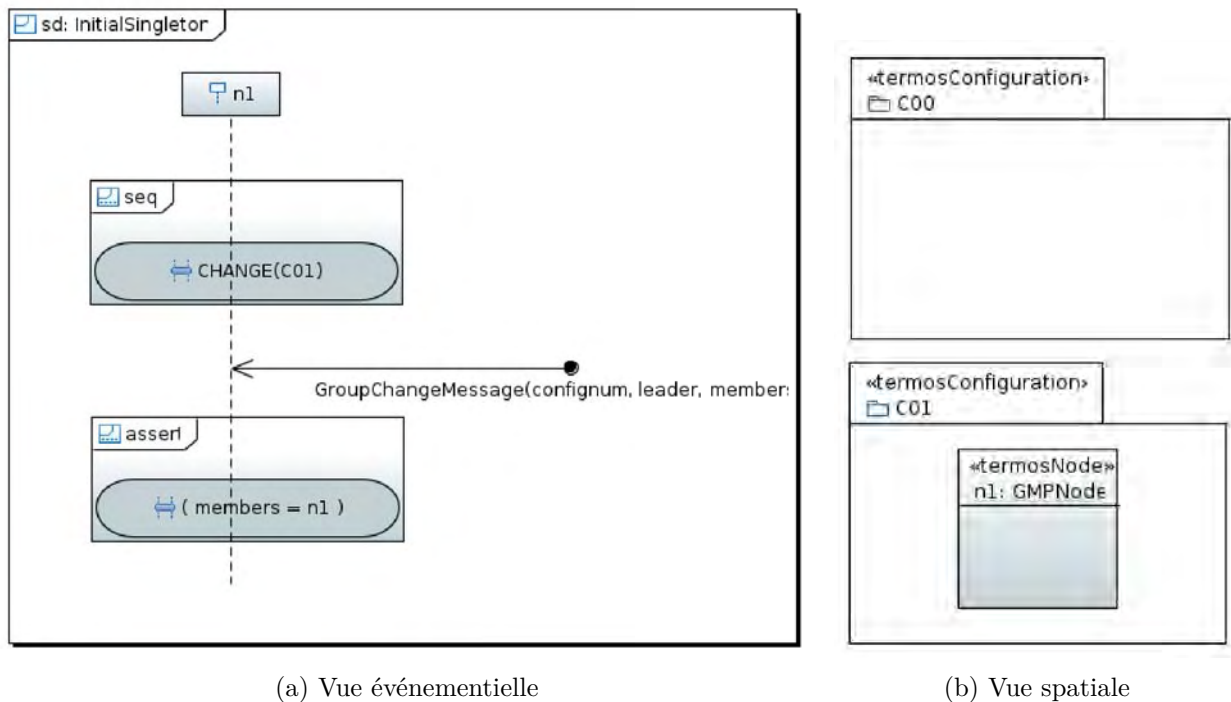 sd: InitialSingletor
n1
seq
CHANGE(C01)
GroupChangeMessage(confignum, leader, members
assert
( members = n1 )
(a) Vue événementielle
«termosConfiguration»
C00
«termosConfiguration»
C01
«termosNode»
n1: GMPNode
(b) Vue spatiale